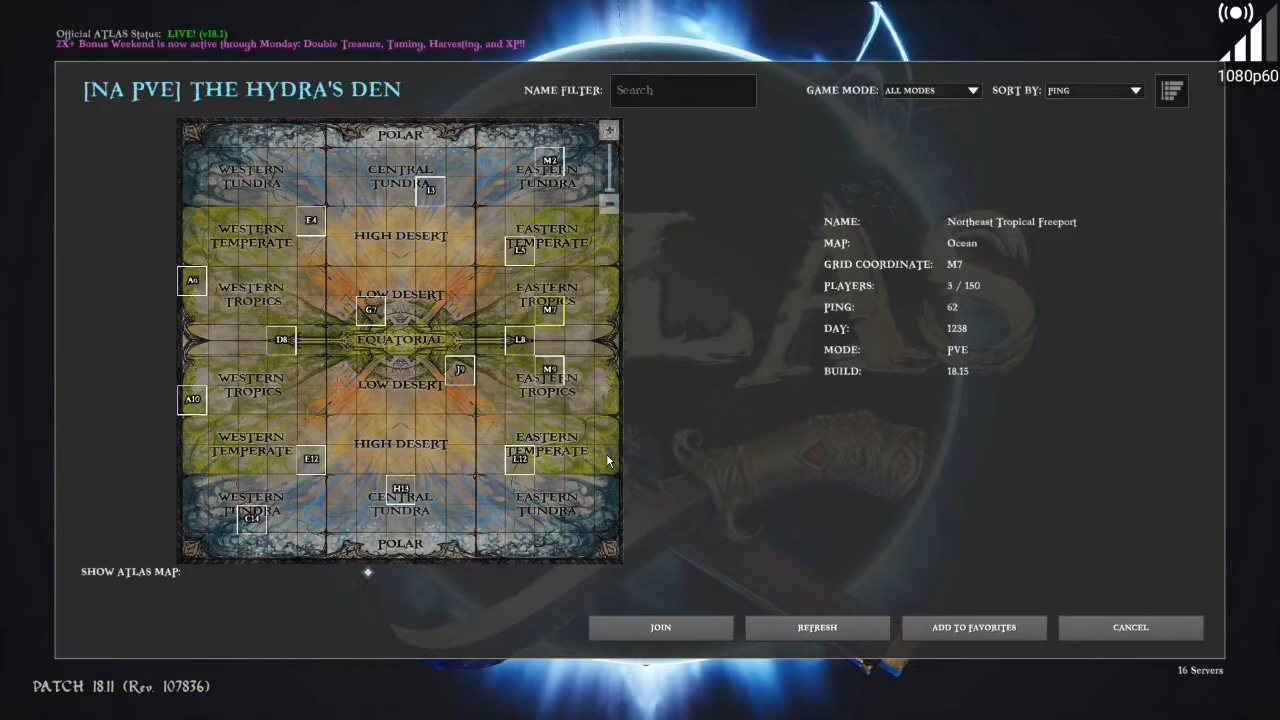 1080p60
Official ATLAS Status: LIVE! (v18.1)
2X+ Bonus Weekend is now active through Monday: Double Treasure, Taming, Harvesting, and XP!!
[NA PVE] THE HYDRA'S DEN
NAME FILTER: Search
GAME MODE: ALL MODES
SORT BY: PING
POLAR
WESTERN TUNDRA
CENTRAL TUNDRA
EASTERN TUNDRA
M2
I3
E4
WESTERN TEMPERATE
HIGH DESERT
EASTERN TEMPERATE
L5
A6
WESTERN TROPICS
LOW DESERT
EASTERN TROPICS
G7
M7
D8
EQUATORIAL
L8
J9
M9
WESTERN TROPICS
LOW DESERT
EASTERN TROPICS
A10
WESTERN TEMPERATE
HIGH DESERT
EASTERN TEMPERATE
E12
L12
H13
WESTERN TUNDRA
CENTRAL TUNDRA
EASTERN TUNDRA
C14
POLAR
NAME: Northeast Tropical Freeport
MAP: Ocean
GRID COORDINATE: M7
PLAYERS: 3 / 150
PING: 62
DAY: 1238
MODE: PVE
BUILD: 18.15
SHOW ATLAS MAP:
JOIN
REFRESH
ADD TO FAVORITES
CANCEL
16 Servers
PATCH 18.11 (Rev. 107836)